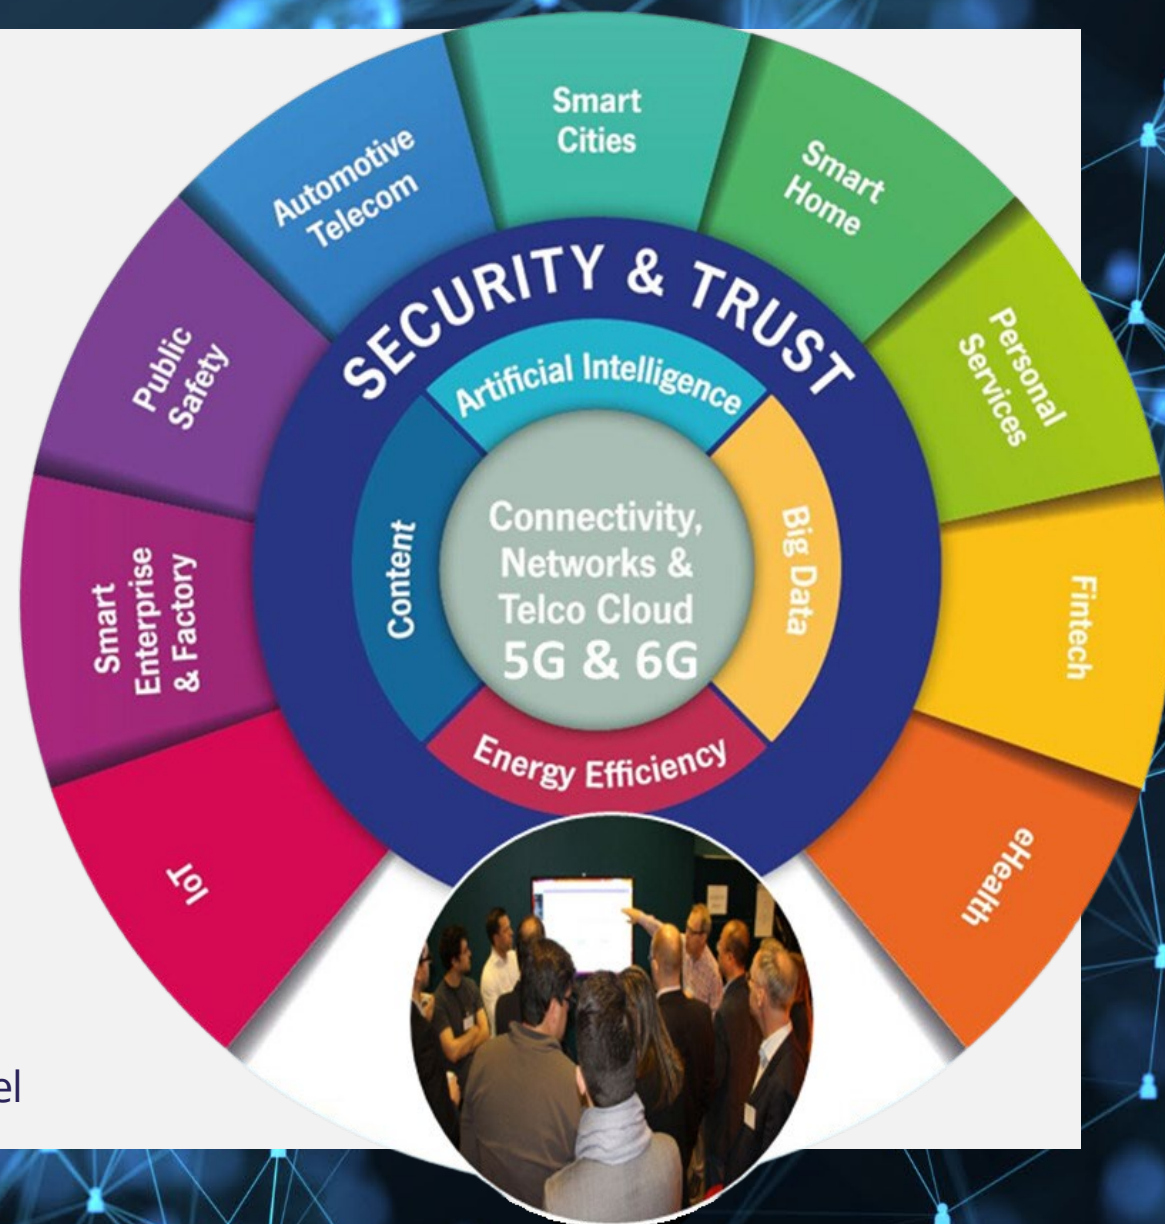 Smart
Cities
Smart
Home
Personal
Services
Fintech
eHealth
Automotive
Telecom
Public
Safety
Smart
Enterprise
& Factory
IoT
SECURITY & TRUST
Artificial Intelligence
Big Data
Energy Efficiency
Content
Connectivity,
Networks &
Telco Cloud
5G & 6G